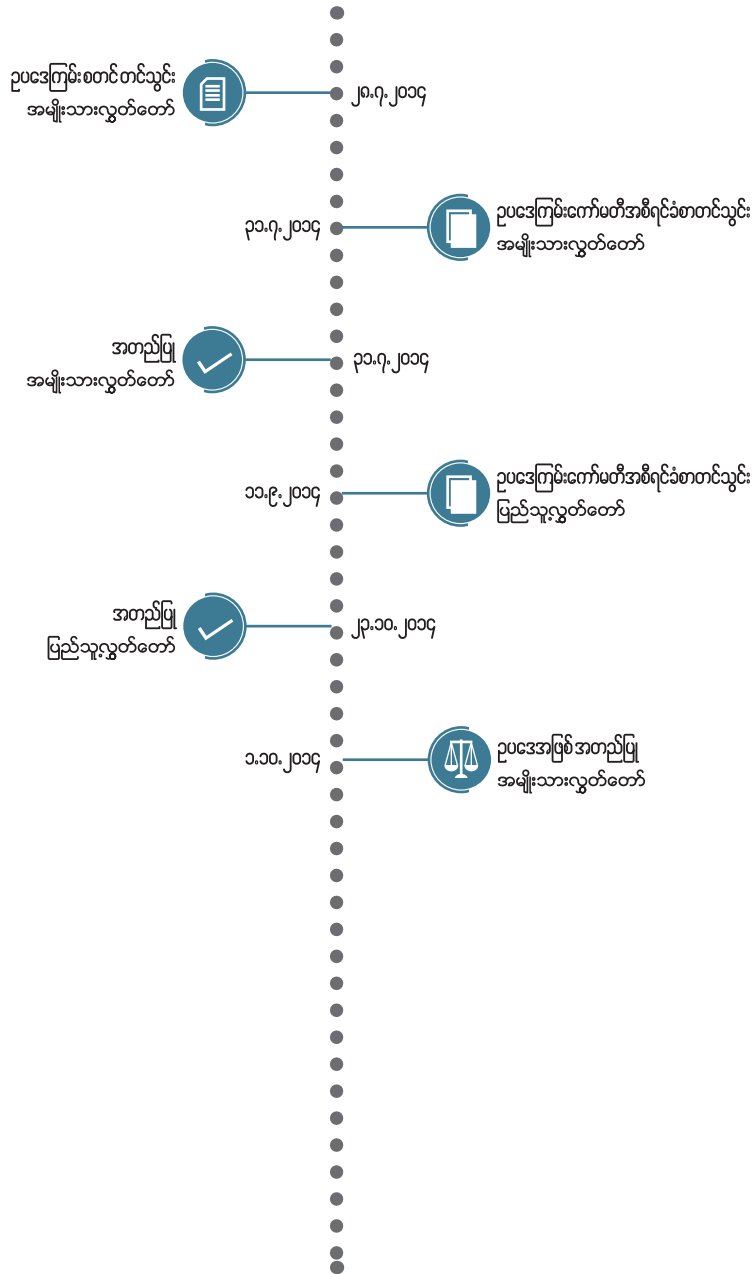 ဥပဒေကြမ်းစတင်တင်သွင်း
အမျိုးသားလွှတ်တော်
၂၈.၇.၂၀၁၄
၃၁.၇.၂၀၁၄
ဥပဒေကြမ်းကော်မတီအစီရင်ခံစာတင်သွင်း
အမျိုးသားလွှတ်တော်
အတည်ပြု
အမျိုးသားလွှတ်တော်
၃၁.၇.၂၀၁၄
၁၁.၉.၂၀၁၄
ဥပဒေကြမ်းကော်မတီအစီရင်ခံစာတင်သွင်း
ပြည်သူ့လွှတ်တော်
အတည်ပြု
ပြည်သူ့လွှတ်တော်
၂၃.၁၀.၂၀၁၄
၁.၁၀.၂၀၁၄
ဥပဒေအဖြစ်အတည်ပြု
အမျိုးသားလွှတ်တော်